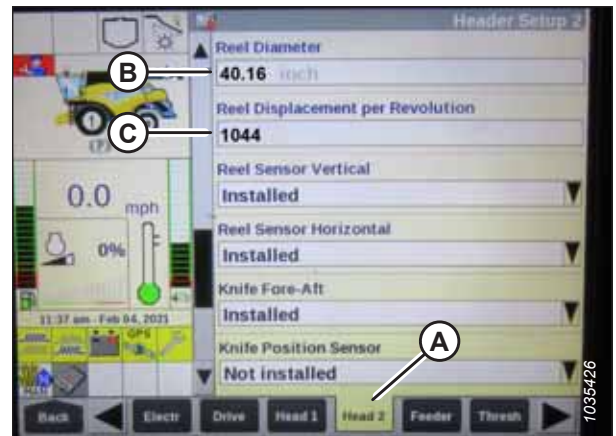 Header Setup 2
Reel Diameter
B
40.16 inch
Reel Displacement per Revolution
C
1044
Reel Sensor Vertical
Installed
Reel Sensor Horizontal
Installed
Knife Fore-Aft
Installed
Knife Position Sensor
Not installed
A
1
(P)
0.0 mph
0%
11:37 am Feb 04, 2021
GPS
Back
Electr
Drive
Head 1
Head 2
Feeder
Thresh
1035426